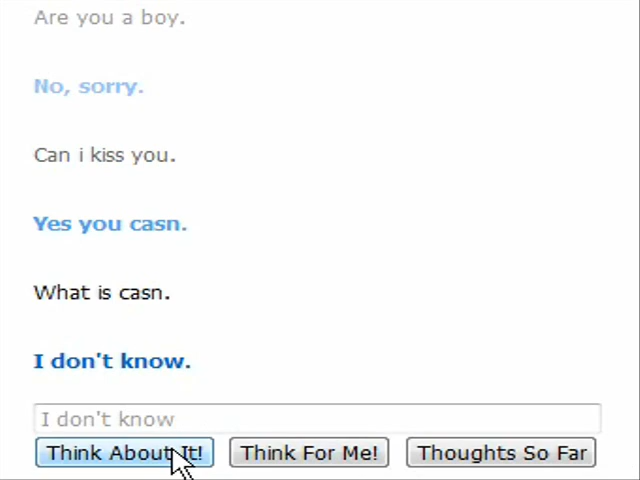 Are you a boy.
No, sorry.
Can i kiss you.
Yes you casn.
What is casn.
I don't know.
I don't know
Think About It! Think For Me! Thoughts So Far